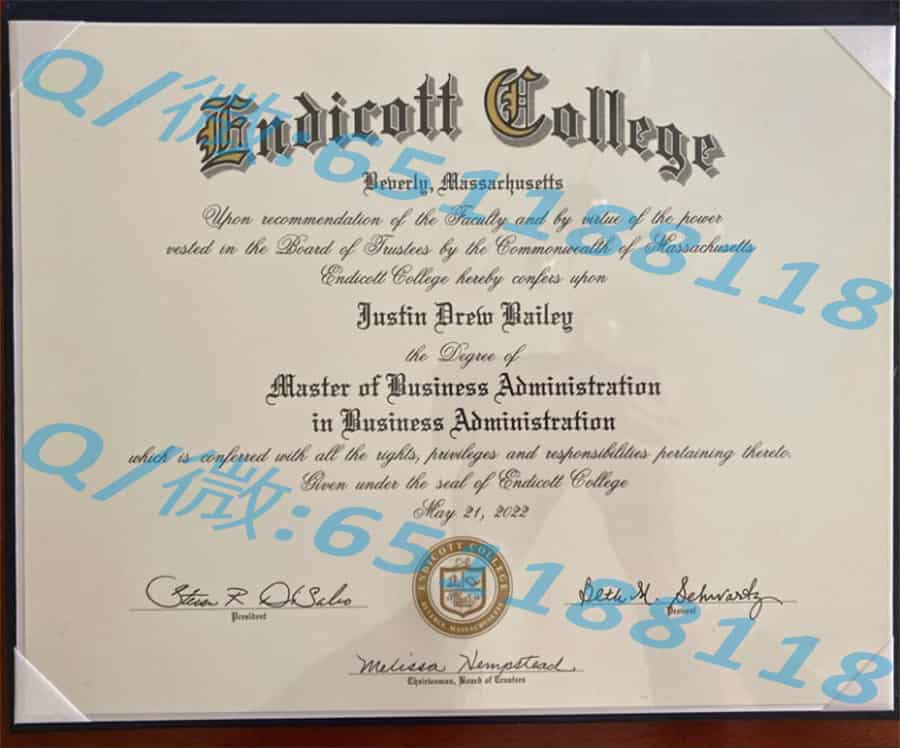 Endicott College
Beverly, Massachusetts
Upon recommendation of the Faculty and by virtue of the power
vested in the Board of Trustees by the Commonwealth of Massachusetts
Endicott College hereby confers upon
Justin Drew Bailey
the Degree of
Master of Business Administration
in Business Administration
which is conferred with all the rights, privileges and responsibilities pertaining thereto.
Given under the seal of Endicott College
May 21, 2022
ENDICOTT COLLEGE
BEVERLY, MASSACHUSETTS
Steven R. DiSalvo
President
Beth M. Schwartz
Provost
Melissa Hempstead
Chairwoman, Board of Trustees
Q/微:65118118
Q/微:65118118